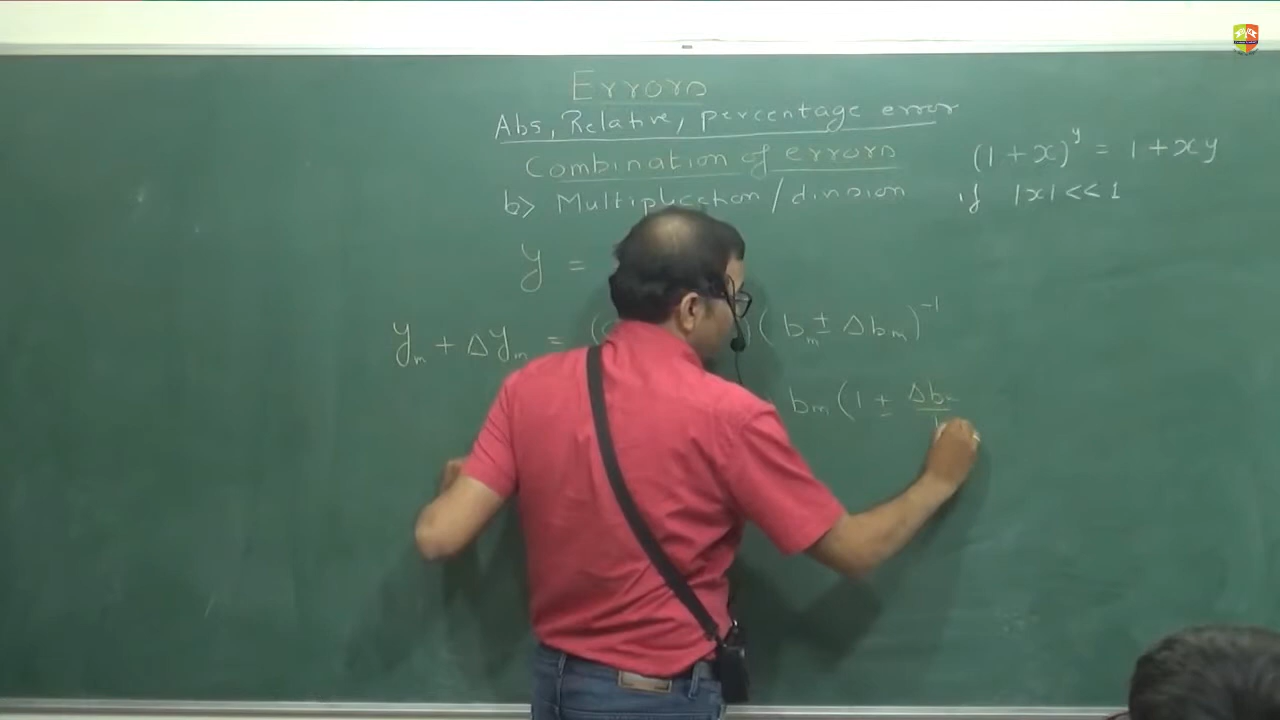 Errors
Abs, Relative, percentage error
Combination of errors
(1 + x)^y = 1 + xy
b> Multiplication / division
if |x| << 1
y =
y_m + Δy_m = ( )( b_m ± Δb_m )^-1
b_m ( 1 ± Δb